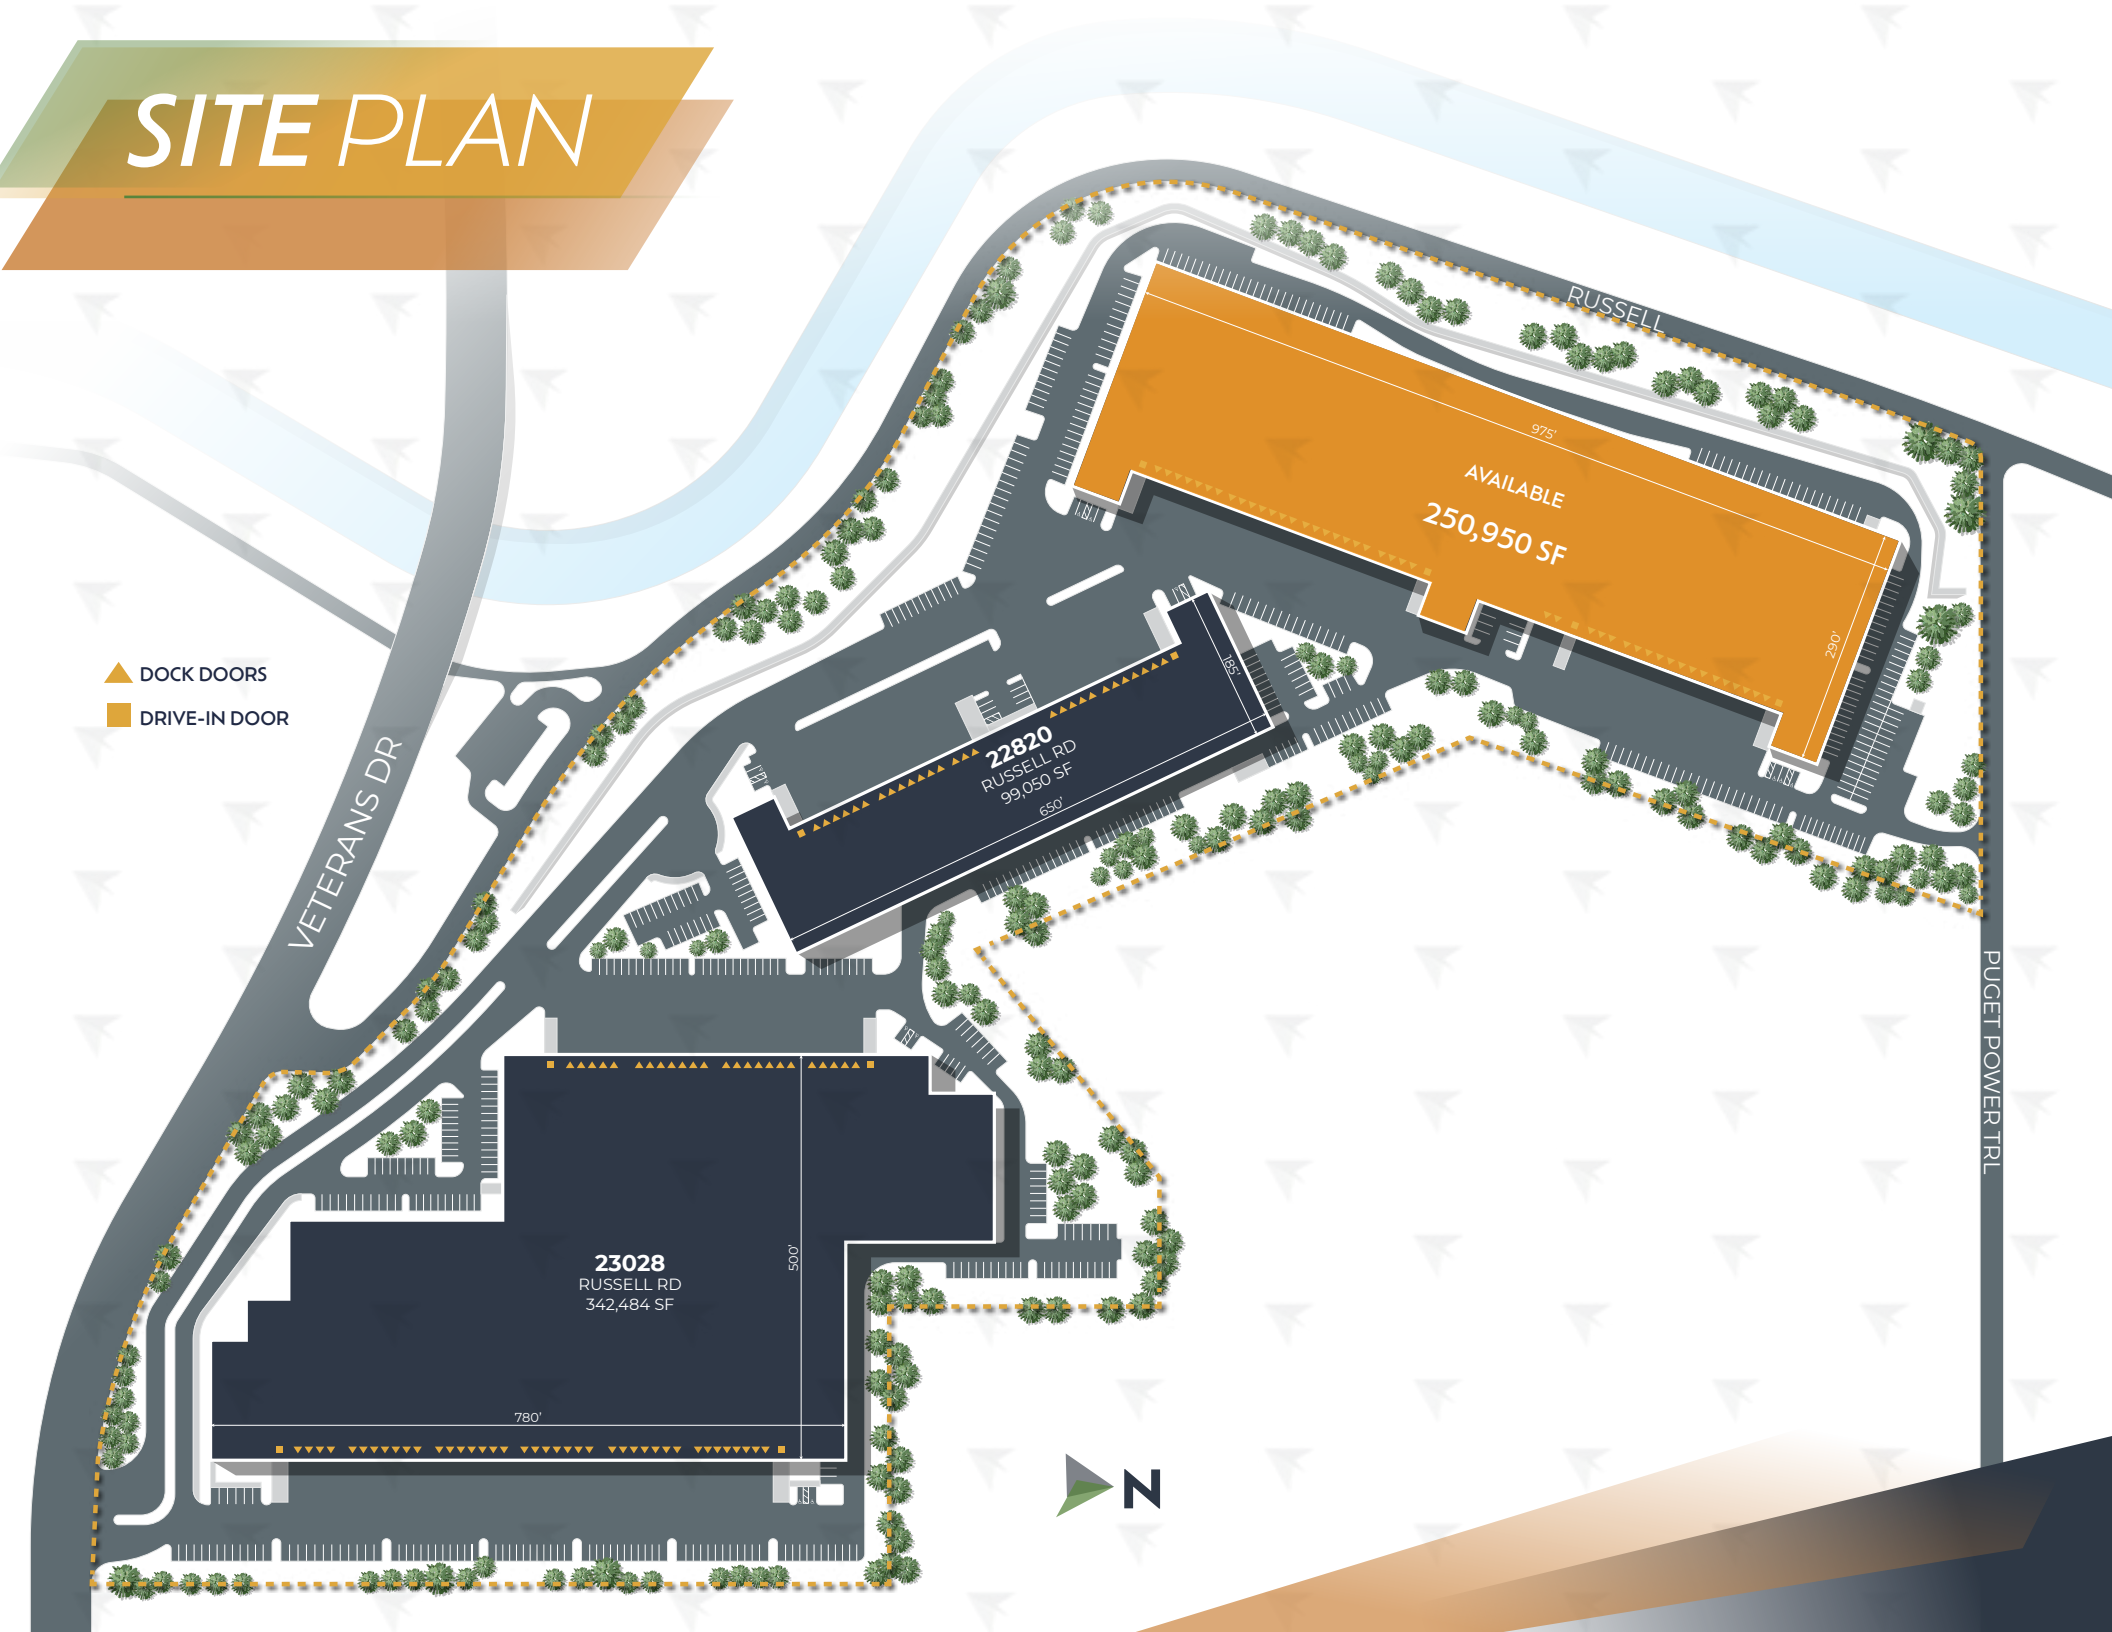 SITE PLAN
RUSSELL
975'
AVAILABLE
250,950 SF
290'
DOCK DOORS
DRIVE-IN DOOR
185'
22820
RUSSELL RD
99,050 SF
650'
VETERANS DR
PUGET POWER TRL
23028
RUSSELL RD
342,484 SF
500'
780'
N